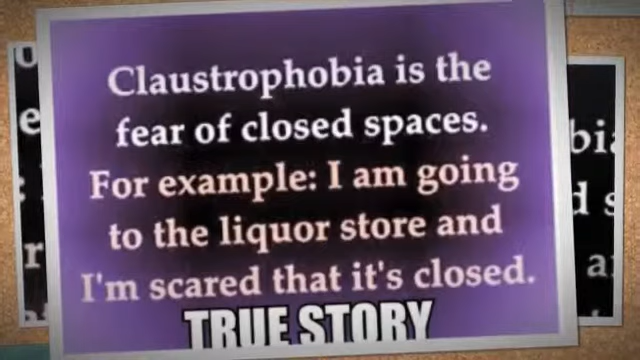 Claustrophobia is the
fear of closed spaces.
For example: I am going
to the liquor store and
I'm scared that it's closed.
TRUE STORY